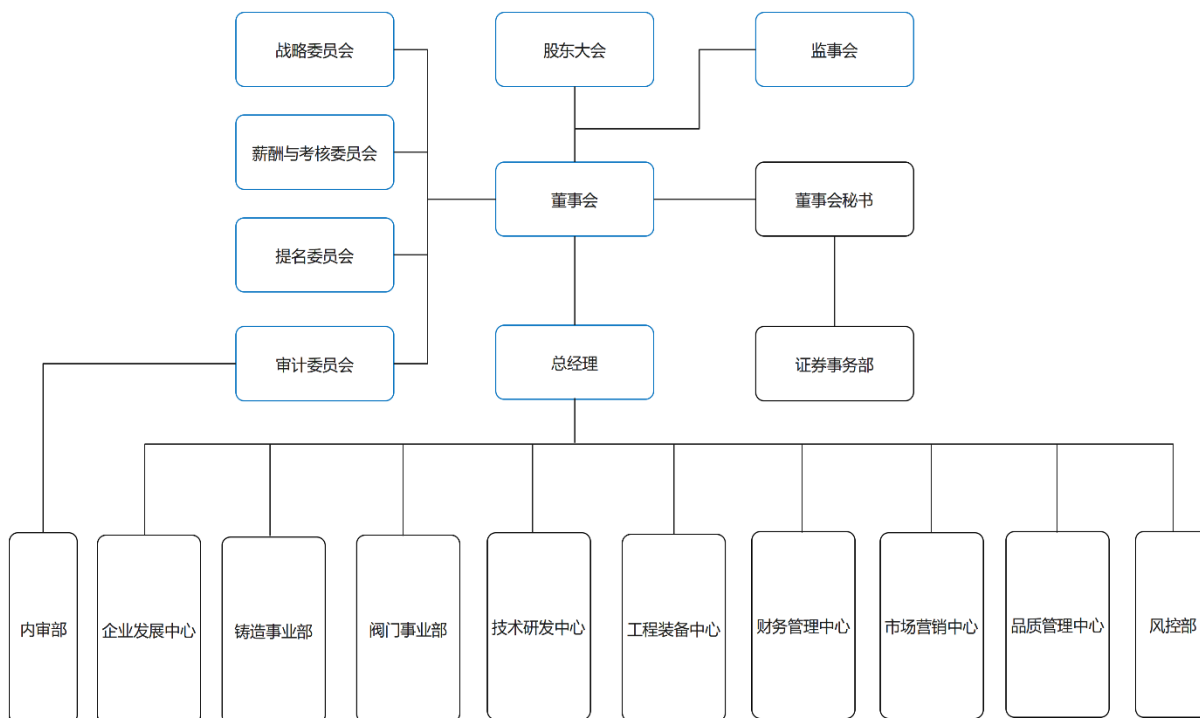 战略委员会
股东大会
监事会
薪酬与考核委员会
董事会
董事会秘书
提名委员会
审计委员会
总经理
证券事务部
内审部
企业发展中心
铸造事业部
阀门事业部
技术研发中心
工程装备中心
财务管理中心
市场营销中心
品质管理中心
风控部